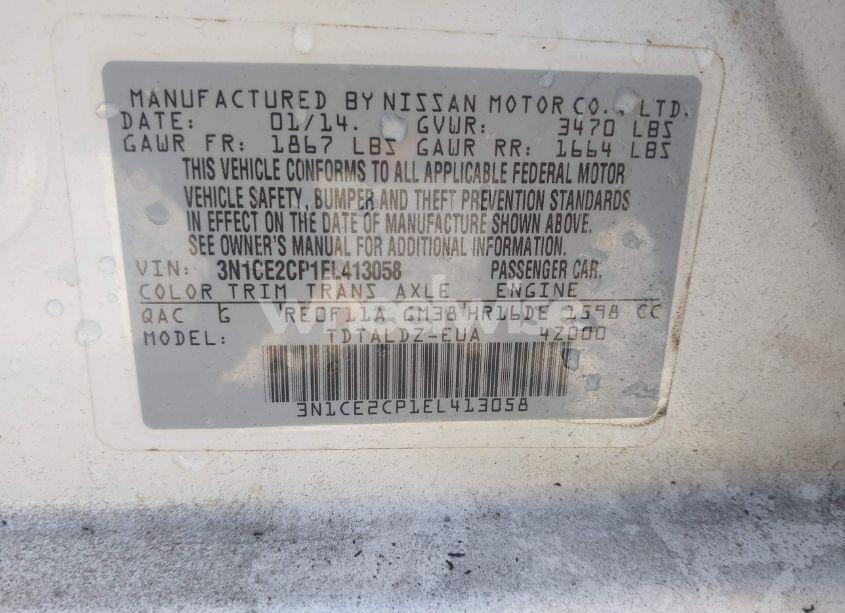 MANUFACTURED BY NISSAN MOTOR CO., LTD.
DATE: 01/14. GVWR: 3470 LBS
GAWR FR: 1867 LBS GAWR RR: 1664 LBS
THIS VEHICLE CONFORMS TO ALL APPLICABLE FEDERAL MOTOR
VEHICLE SAFETY, BUMPER AND THEFT PREVENTION STANDARDS
IN EFFECT ON THE DATE OF MANUFACTURE SHOWN ABOVE.
SEE OWNER'S MANUAL FOR ADDITIONAL INFORMATION
VIN: 3N1CE2CP1EL413058 PASSENGER CAR.
COLOR TRIM TRANS AXLE ENGINE
QAC G RE0F11A GM38 HR16DE 1598 CC
MODEL: TDTALDZ-EUA 4Z000
3N1CE2CP1EL413058